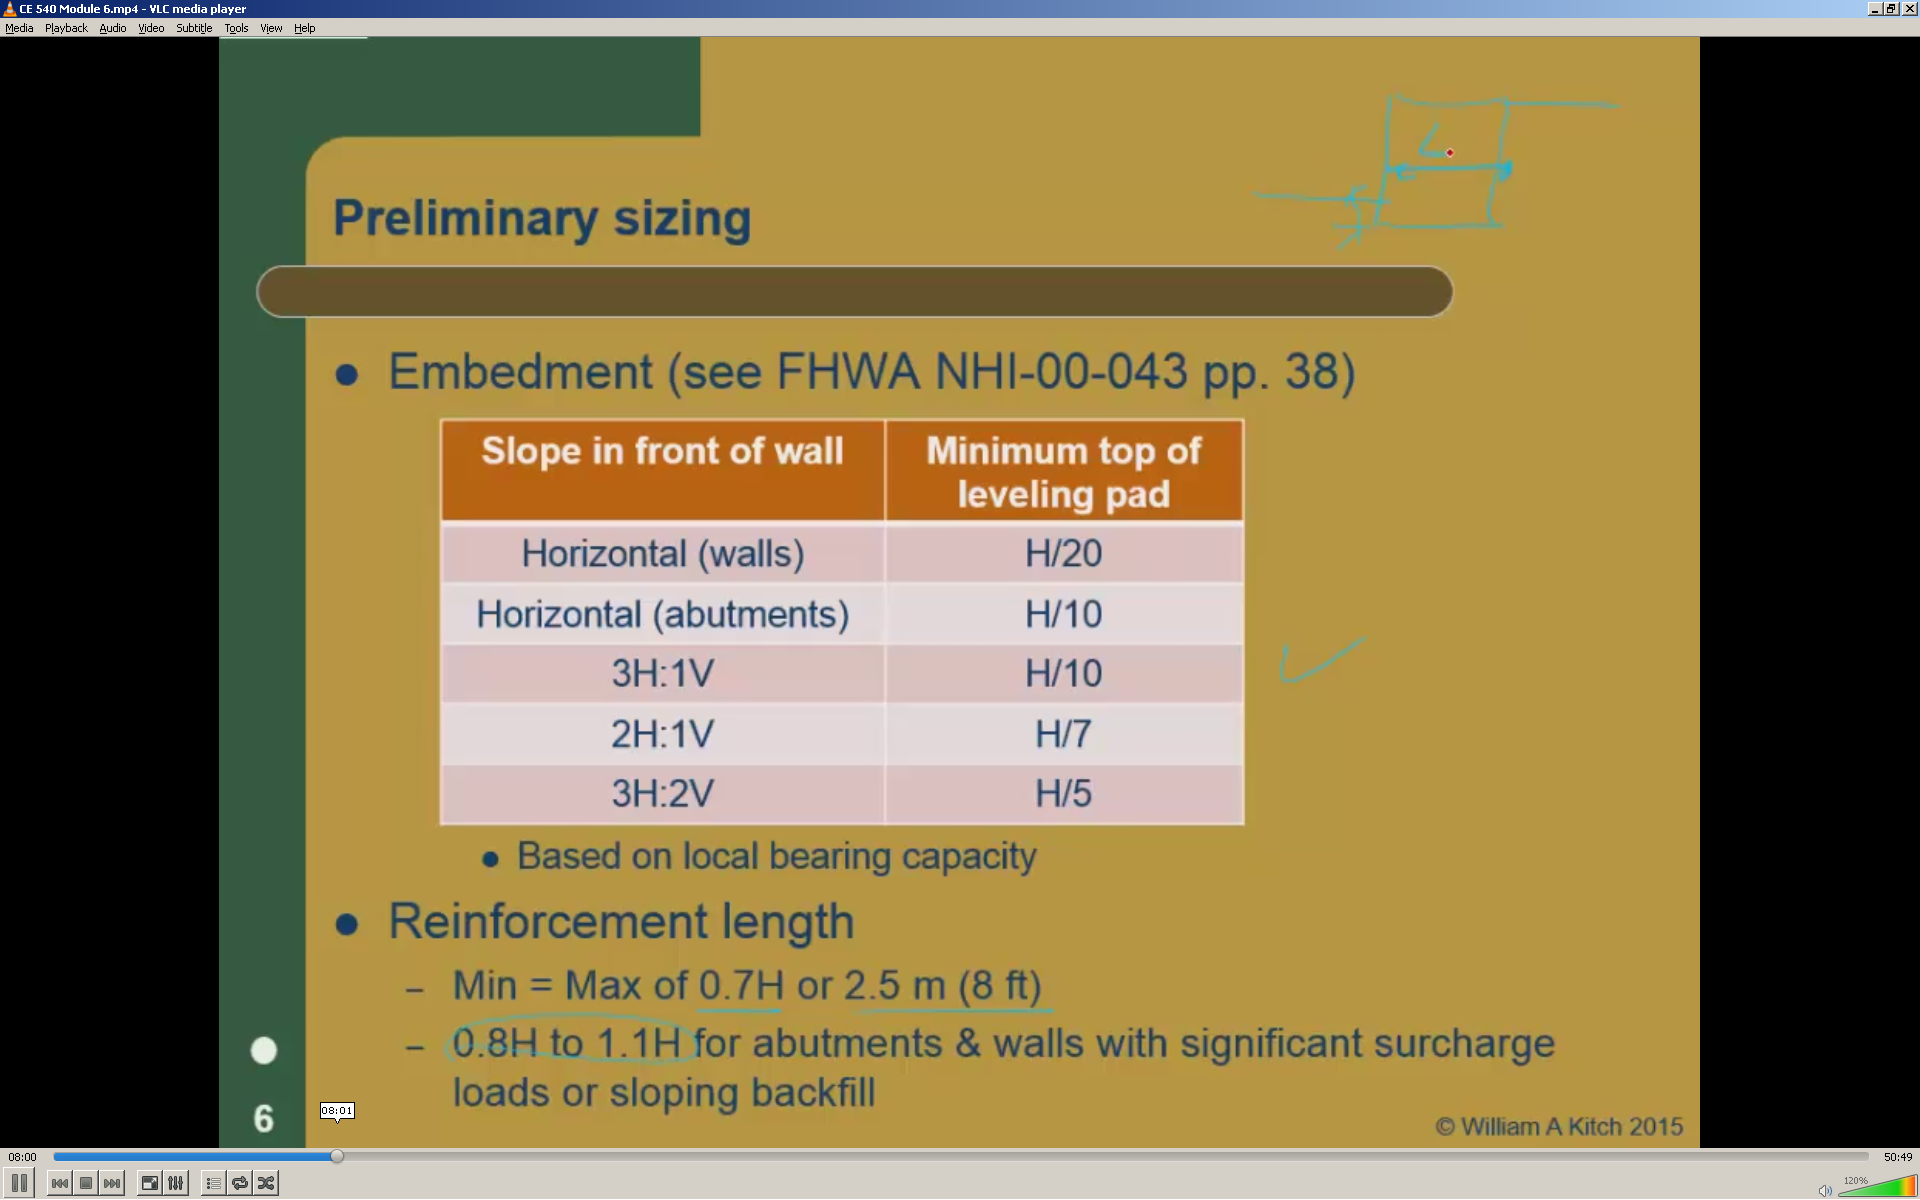 CE 540 Module 6.mp4 - VLC media player
Media Playback Audio Video Subtitle Tools View Help
L
Preliminary sizing
Embedment (see FHWA NHI-00-043 pp. 38)
Slope in front of wall Minimum top of leveling pad
Horizontal (walls) H/20
Horizontal (abutments) H/10
3H:1V H/10
2H:1V H/7
3H:2V H/5
Based on local bearing capacity
Reinforcement length
– Min = Max of 0.7H or 2.5 m (8 ft)
– 0.8H to 1.1H for abutments & walls with significant surcharge
loads or sloping backfill
6
08:01
© William A Kitch 2015
08:00 50:49
120%